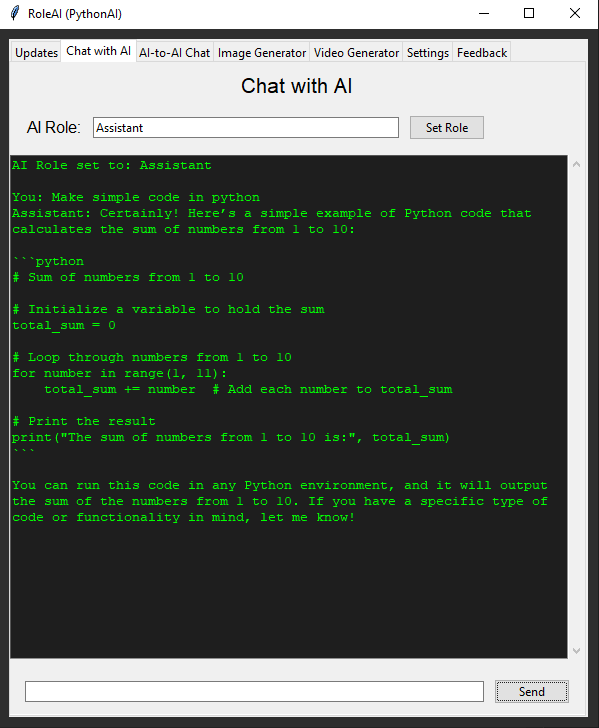 RoleAI (PythonAI)
Updates Chat with AI AI-to-AI Chat Image Generator Video Generator Settings Feedback
Chat with AI
AI Role: Assistant Set Role
AI Role set to: Assistant
You: Make simple code in python
Assistant: Certainly! Here’s a simple example of Python code that
calculates the sum of numbers from 1 to 10:
```python
# Sum of numbers from 1 to 10
# Initialize a variable to hold the sum
total_sum = 0
# Loop through numbers from 1 to 10
for number in range(1, 11):
    total_sum += number  # Add each number to total_sum
# Print the result
print("The sum of numbers from 1 to 10 is:", total_sum)
```
You can run this code in any Python environment, and it will output
the sum of the numbers from 1 to 10. If you have a specific type of
code or functionality in mind, let me know!
Send